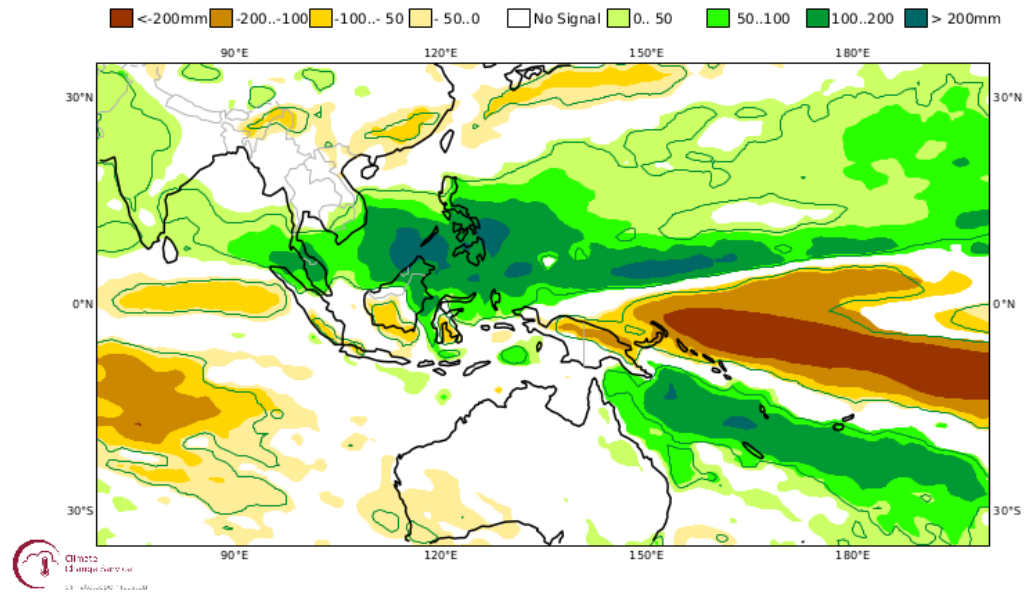 <-200mm -200..-100 -100..- 50 - 50..0 No Signal 0.. 50 50..100 100..200 > 200mm
90°E 120°E 150°E 180°E
30°N 30°N
0°N 0°N
30°S 30°S
90°E 120°E 150°E 180°E
Climate
Change Service